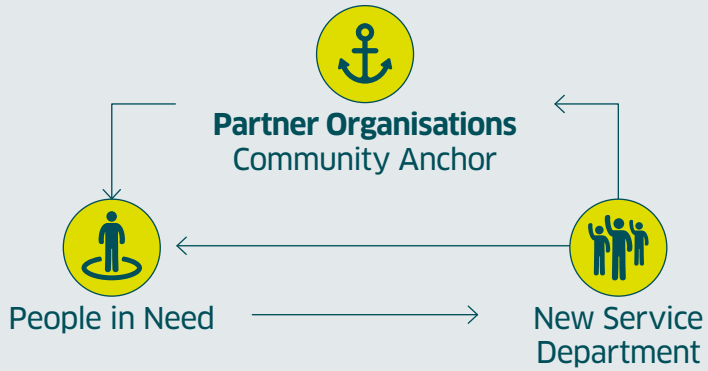 Partner Organisations
Community Anchor
People in Need
New Service
Department